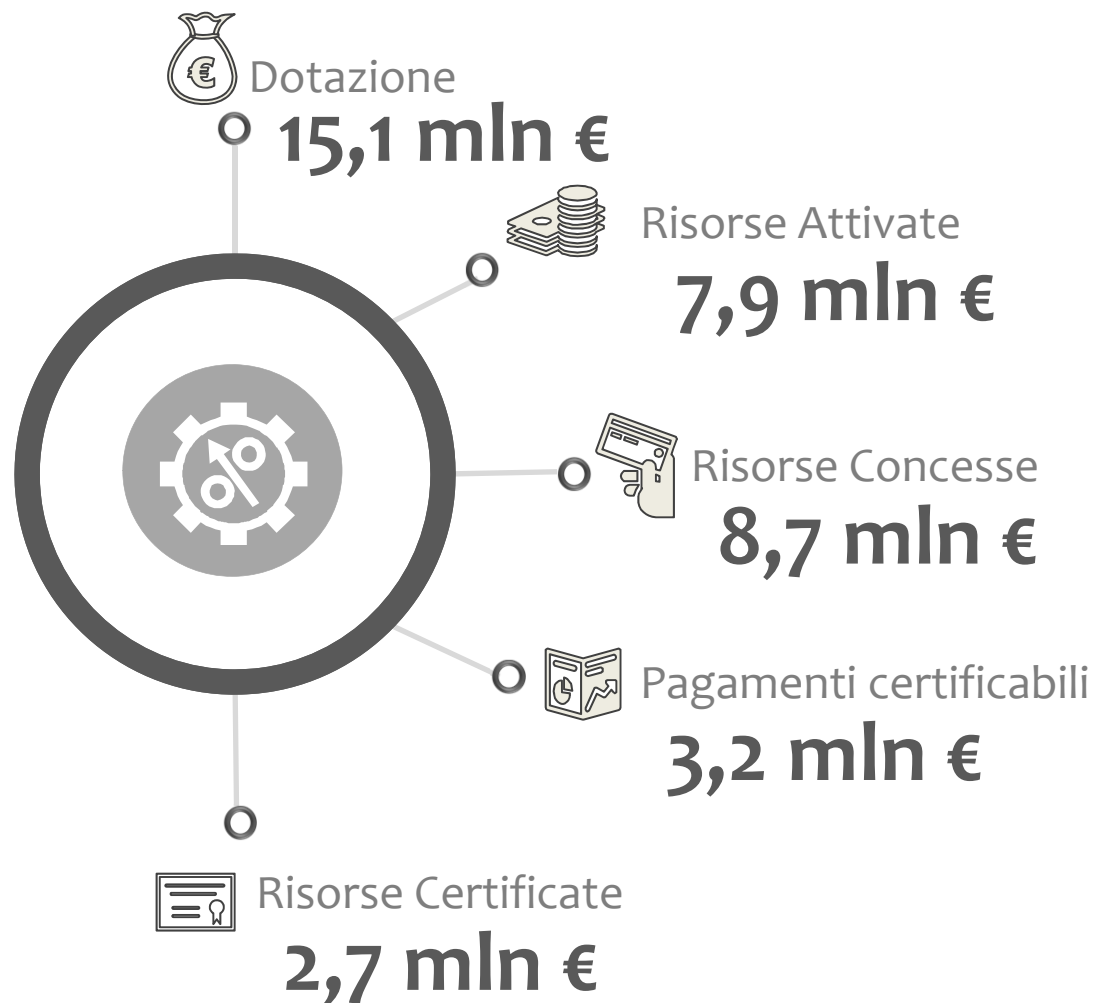 Dotazione
15,1 mln €
Risorse Attivate
7,9 mln €
Risorse Concesse
8,7 mln €
Pagamenti certificabili
3,2 mln €
Risorse Certificate
2,7 mln €